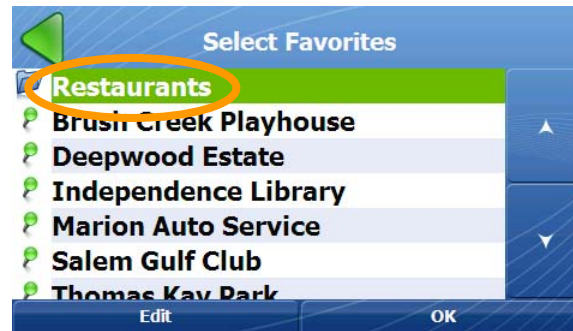 Select Favorites
Restaurants
Brush Creek Playhouse
Deepwood Estate
Independence Library
Marion Auto Service
Salem Gulf Club
Thomas Kay Park
Edit
OK